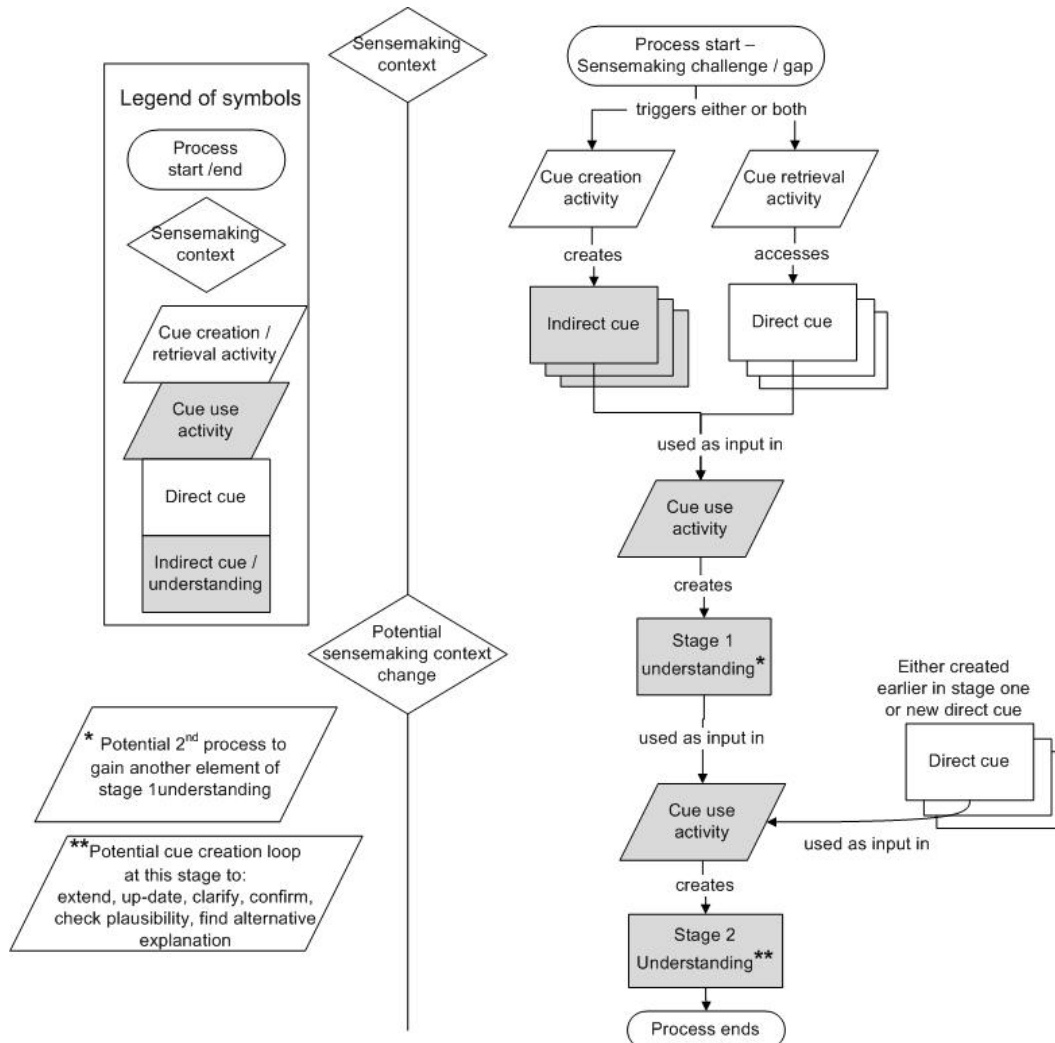 Sensemaking
context
Legend of symbols
Process
start /end
Sensemaking
context
Cue creation /
retrieval activity
Cue use
activity
Direct cue
Indirect cue /
understanding
Potential
sensemaking context
change
* Potential 2nd process to
gain another element of
stage 1understanding
**Potential cue creation loop
at this stage to:
extend, up-date, clarify, confirm,
check plausibility, find alternative
explanation
Process start –
Sensemaking challenge / gap
triggers either or both
Cue creation
activity
Cue retrieval
activity
creates
accesses
Indirect cue
Direct cue
used as input in
Cue use
activity
creates
Stage 1
understanding*
used as input in
Either created
earlier in stage one
or new direct cue
Direct cue
used as input in
Cue use
activity
creates
Stage 2
Understanding**
Process ends